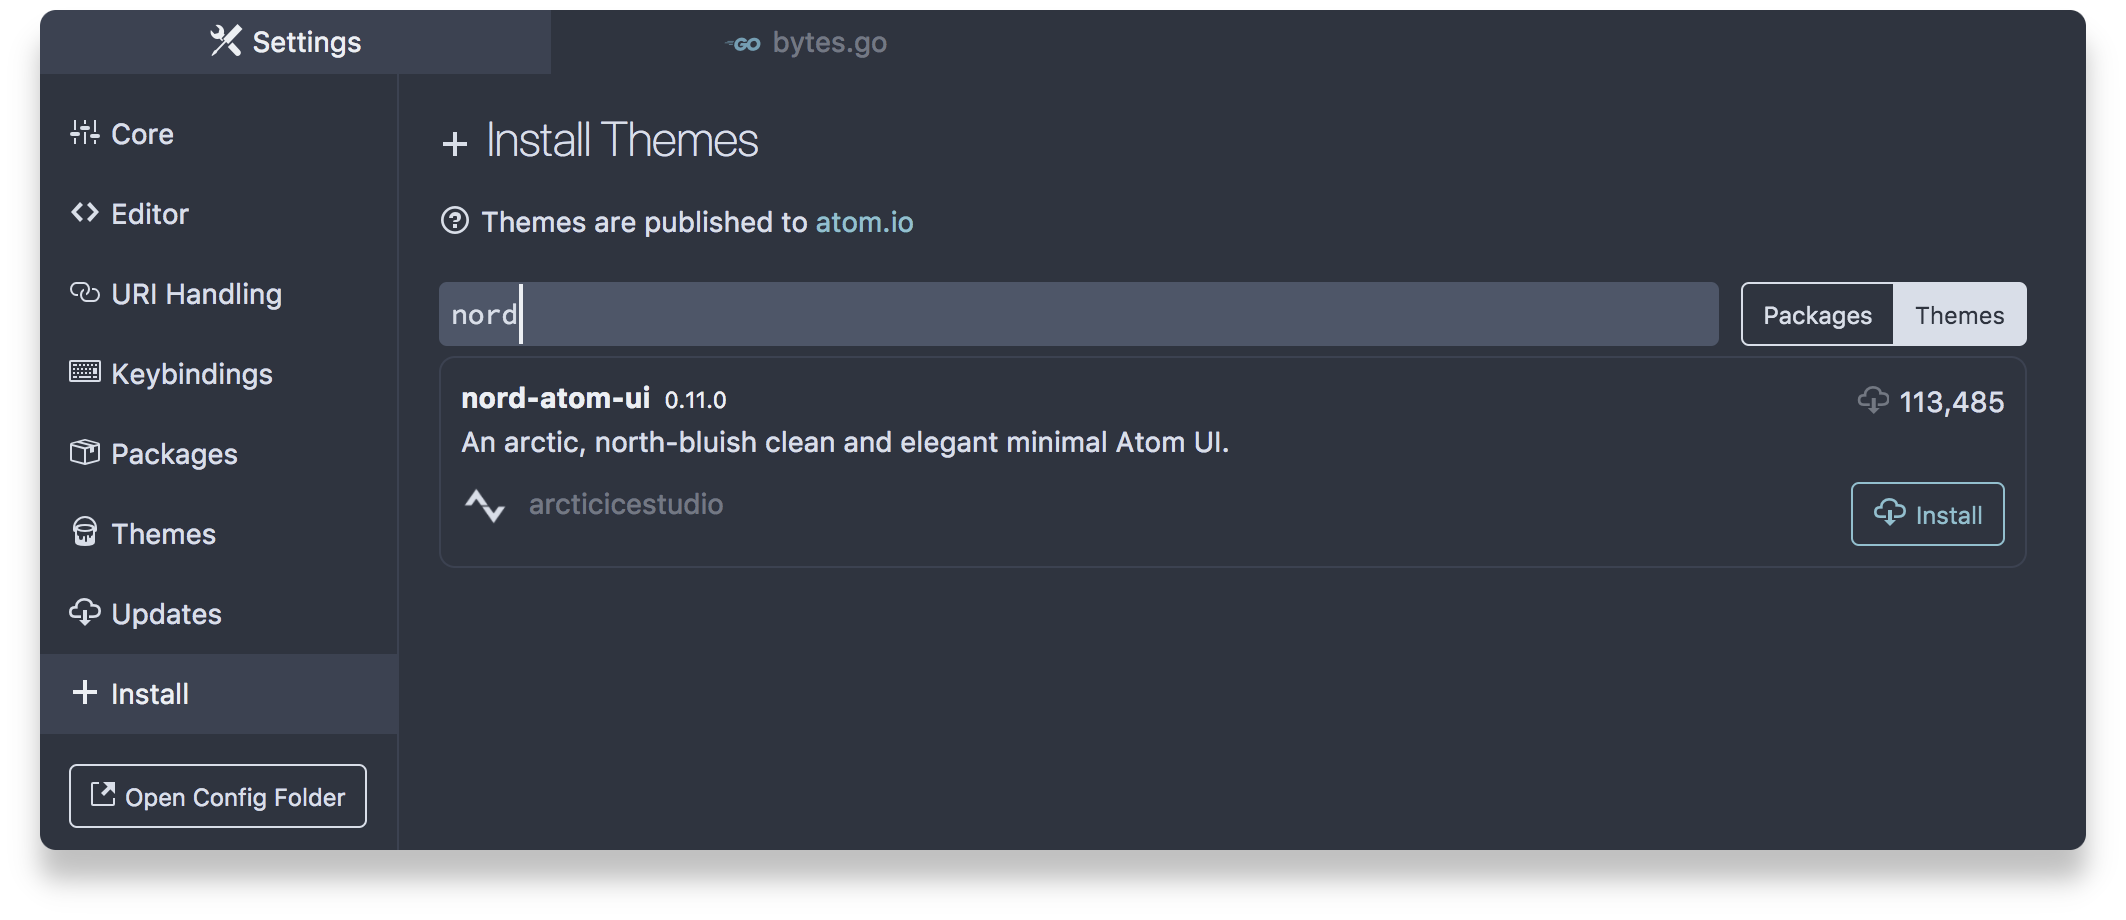 Settings
GO bytes.go
Core
Editor
URI Handling
Keybindings
Packages
Themes
Updates
Install
Open Config Folder
Install Themes
Themes are published to atom.io
nord
Packages Themes
nord-atom-ui 0.11.0
113,485
An arctic, north-bluish clean and elegant minimal Atom UI.
arcticicestudio
Install